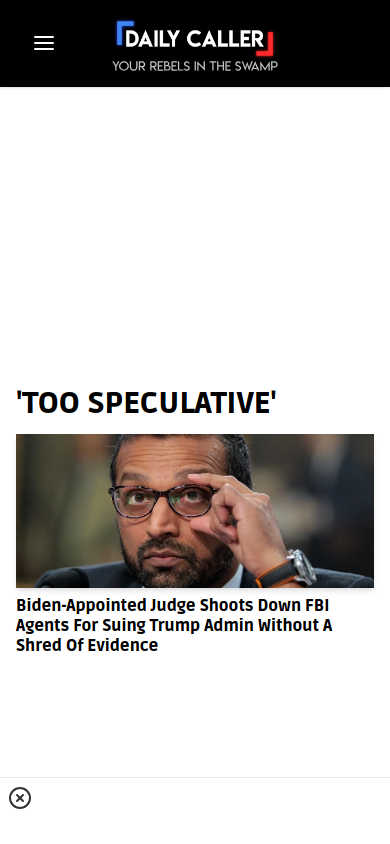 DAILY CALLER
YOUR REBELS IN THE SWAMP
'TOO SPECULATIVE'
Biden-Appointed Judge Shoots Down FBI
Agents For Suing Trump Admin Without A
Shred Of Evidence